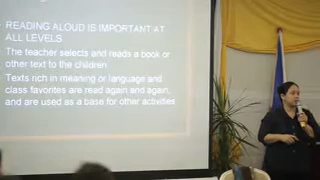 READING ALOUD IS IMPORTANT AT
ALL LEVELS
The teacher selects and reads a book or
other text to the children
Texts rich in meaning or language and
class favorites are read again and again,
and are used as a base for other activities